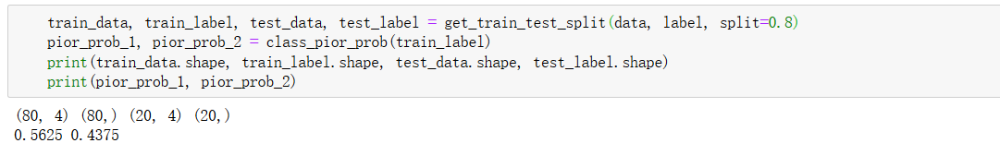 train_data, train_label, test_data, test_label = get_train_test_split(data, label, split=0.8)
pior_prob_1, pior_prob_2 = class_pior_prob(train_label)
print(train_data.shape, train_label.shape, test_data.shape, test_label.shape)
print(pior_prob_1, pior_prob_2)
(80, 4) (80,) (20, 4) (20,)
0.5625 0.4375